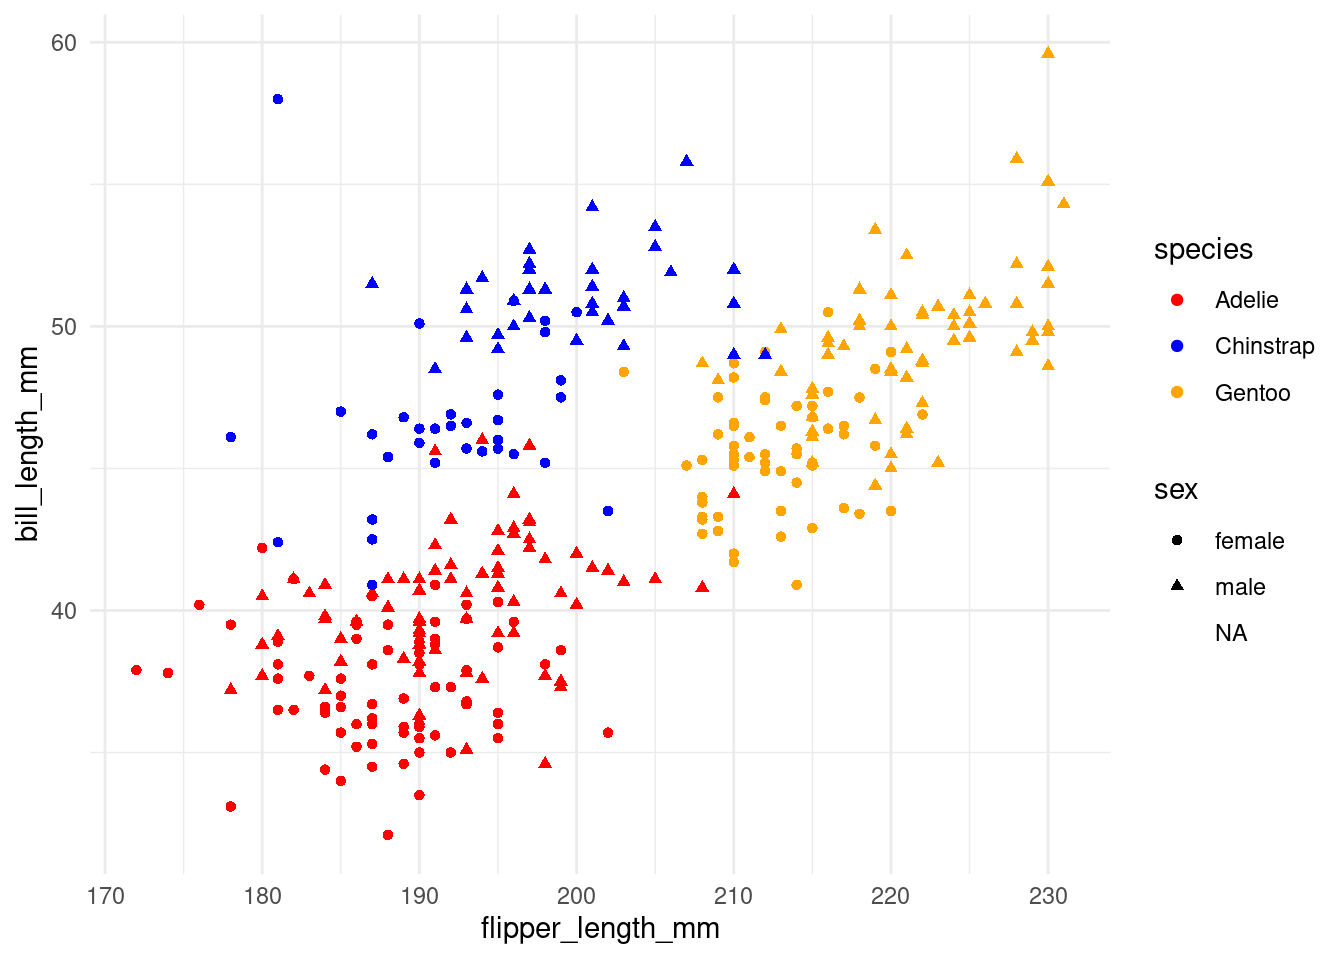 60
50
40
bill_length_mm
170 180 190 200 210 220 230
flipper_length_mm
species
Adelie
Chinstrap
Gentoo
sex
female
male
NA